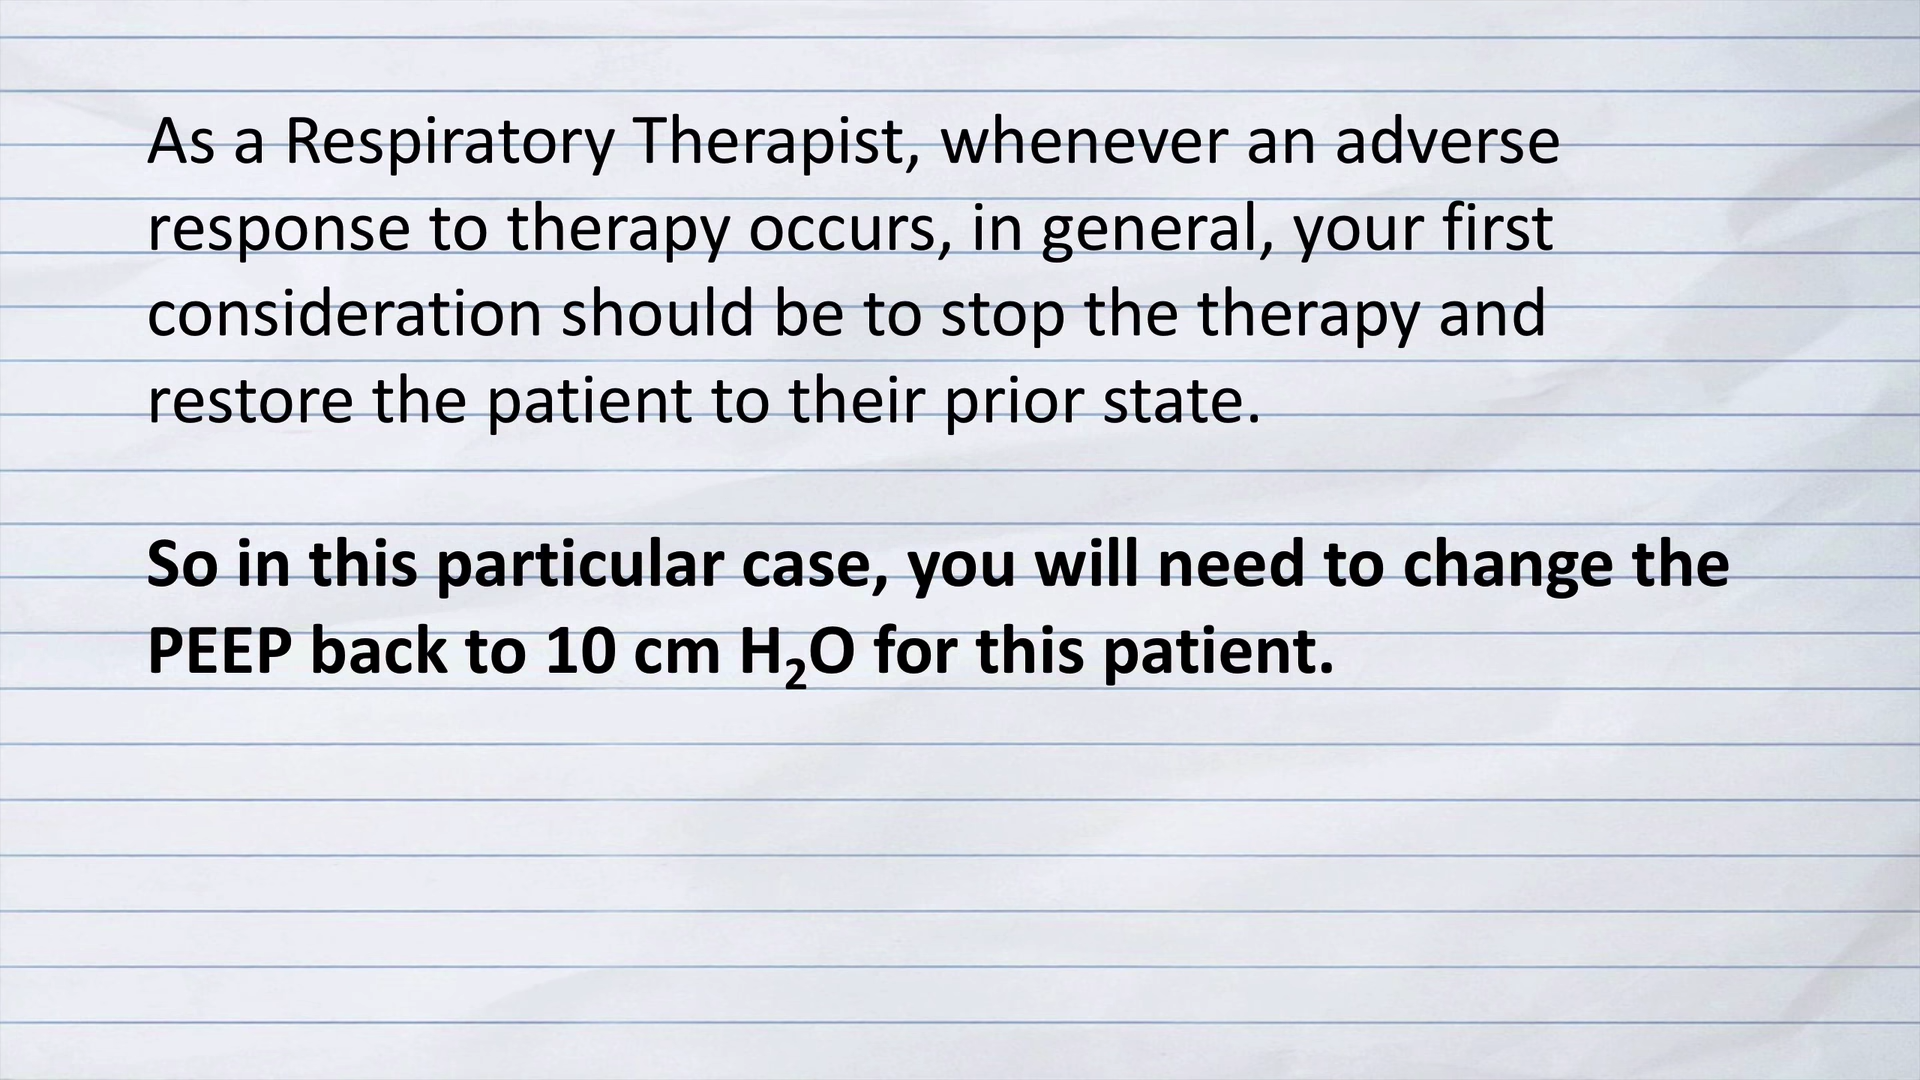 As a Respiratory Therapist, whenever an adverse
response to therapy occurs, in general, your first
consideration should be to stop the therapy and
restore the patient to their prior state.
So in this particular case, you will need to change the
PEEP back to 10 cm H₂O for this patient.